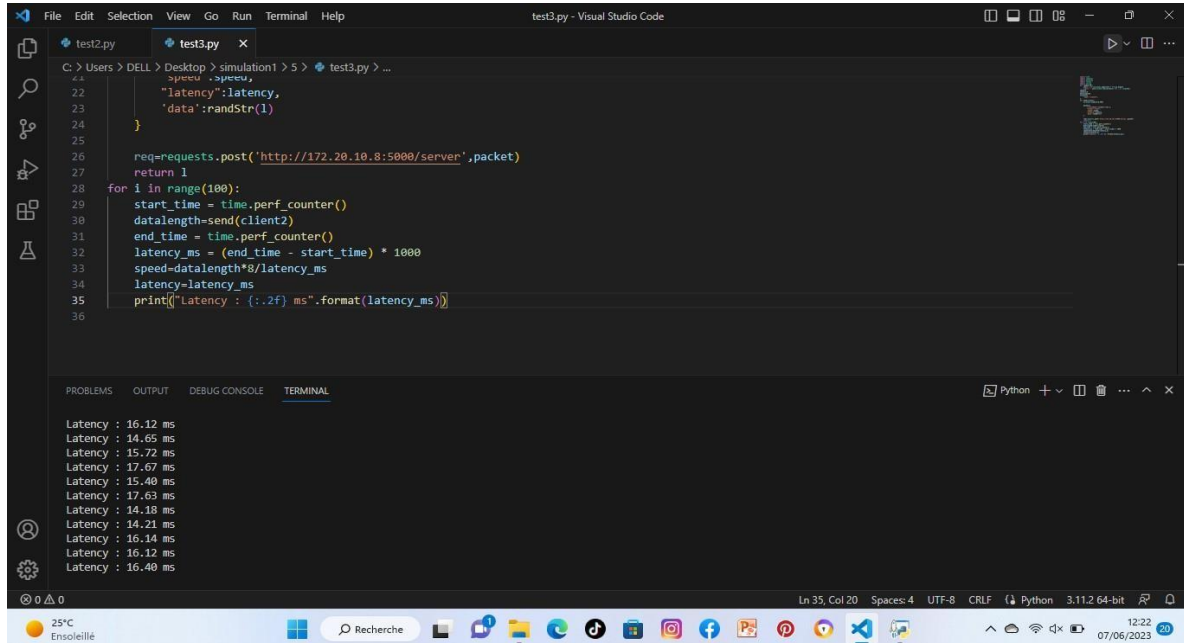 File Edit Selection View Go Run Terminal Help test3.py - Visual Studio Code
test2.py test3.py
C: > Users > DELL > Desktop > simulation1 > 5 > test3.py > ...
21 "speed":speed,
22 "latency":latency,
23 'data':randStr(l)
24 }
25
26 req=requests.post('http://172.20.10.8:5000/server',packet)
27 return l
28 for i in range(100):
29 start_time = time.perf_counter()
30 datalength=send(client2)
31 end_time = time.perf_counter()
32 latency_ms = (end_time - start_time) * 1000
33 speed=datalength*8/latency_ms
34 latency=latency_ms
35 print("Latency : {:.2f} ms".format(latency_ms))
36
PROBLEMS OUTPUT DEBUG CONSOLE TERMINAL Python
Latency : 16.12 ms
Latency : 14.65 ms
Latency : 15.72 ms
Latency : 17.67 ms
Latency : 15.40 ms
Latency : 17.63 ms
Latency : 14.18 ms
Latency : 14.21 ms
Latency : 16.14 ms
Latency : 16.12 ms
Latency : 16.40 ms
0 0 Ln 35, Col 20 Spaces: 4 UTF-8 CRLF Python 3.11.2 64-bit
25°C
Ensoleillé
Recherche
12:22
07/06/2023
20